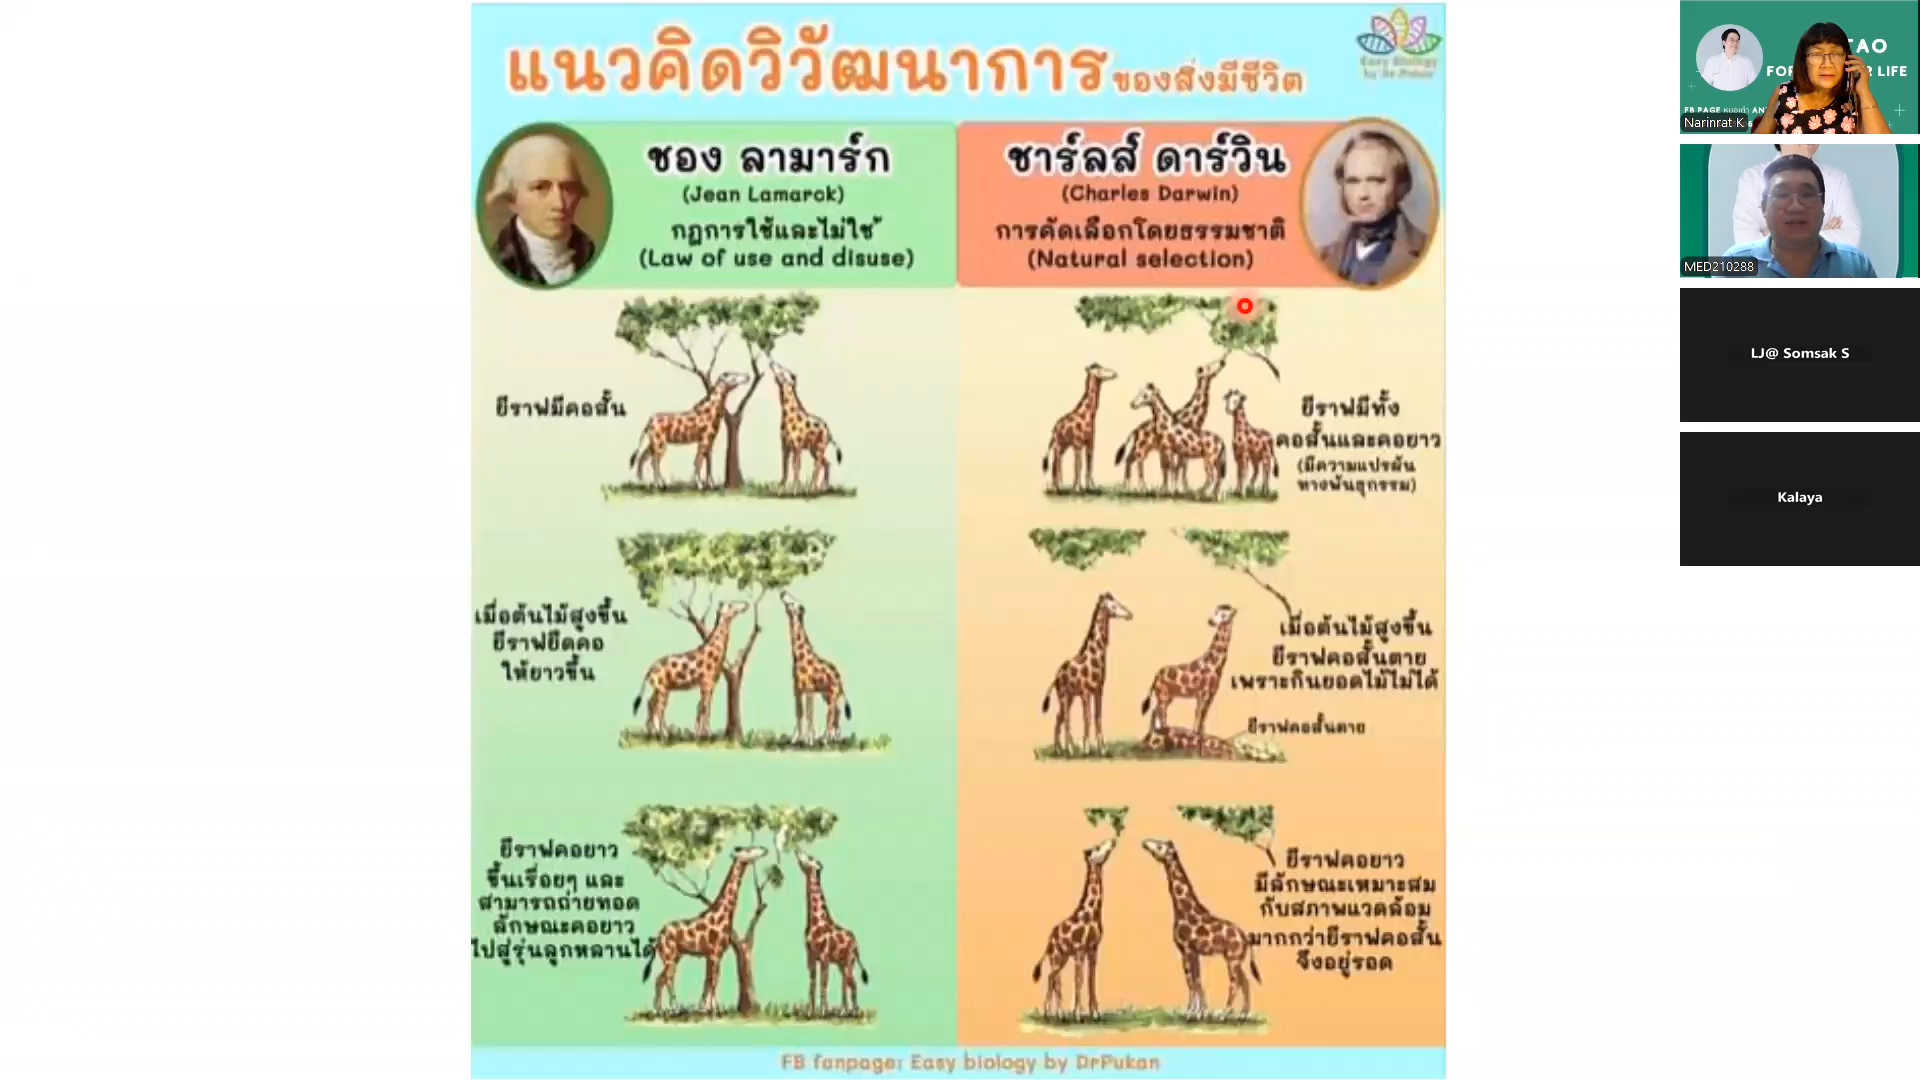 แนวคิดวิวัฒนาการของสิ่งมีชีวิต
Easy Biology
by Dr.Pukan
ชอง ลามาร์ก
(Jean Lamarck)
กฎการใช้และไม่ใช้
(Law of use and disuse)
ชาร์ลส์ ดาร์วิน
(Charles Darwin)
การคัดเลือกโดยธรรมชาติ
(Natural selection)
ยีราฟมีคอสั้น
ยีราฟมีทั้ง
คอสั้นและคอยาว
(มีความแปรผัน
ทางพันธุกรรม)
เมื่อต้นไม้สูงขึ้น
ยีราฟยืดคอ
ให้ยาวขึ้น
เมื่อต้นไม้สูงขึ้น
ยีราฟคอสั้นตาย
เพราะกินยอดไม้ไม่ได้
ยีราฟคอสั้นตาย
ยีราฟคอยาว
ขึ้นเรื่อยๆ และ
สามารถถ่ายทอด
ลักษณะคอยาว
ไปสู่รุ่นลูกหลานได้
ยีราฟคอยาว
มีลักษณะเหมาะสม
กับสภาพแวดล้อม
มากกว่ายีราฟคอสั้น
จึงอยู่รอด
FB fanpage: Easy biology by DrPukan
TAO
FOR R LIFE
FB PAGE หมอเต๋า AN
Narinrat K
MED210288
LJ@ Somsak S
Kalaya